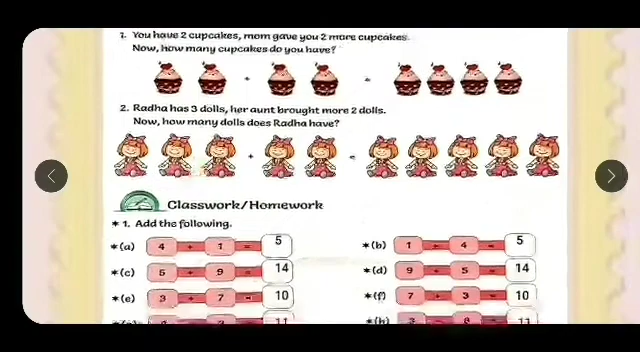 1. You have 2 cupcakes, mom gave you 2 more cupcakes.
Now, how many cupcakes do you have?
+ =
2. Radha has 3 dolls, her aunt brought more 2 dolls.
Now, how many dolls does Radha have?
+ =
Classwork/Homework
* 1. Add the following.
*(a) 4 + 1 = 5 *(b) 1 + 4 = 5
*(c) 5 + 9 = 14 *(d) 9 + 5 = 14
*(e) 3 + 7 = 10 *(f) 7 + 3 = 10
11 *(h) 3 8 11